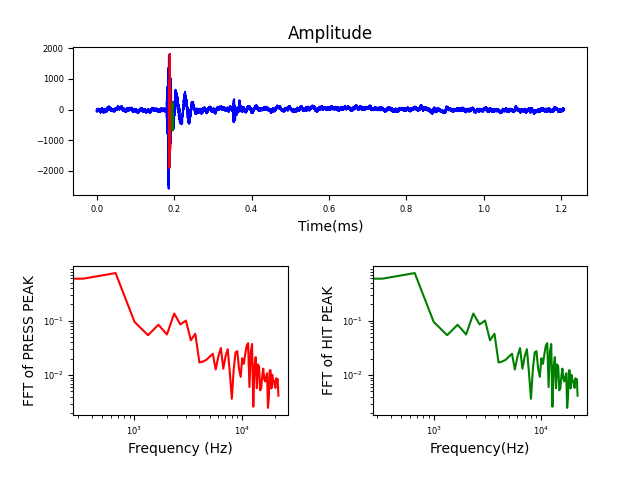 Amplitude
2000
1000
0
−1000
−2000
0.0 0.2 0.4 0.6 0.8 1.0 1.2
Time(ms)
FFT of PRESS PEAK
10⁻¹
10⁻²
10³ 10⁴
Frequency (Hz)
FFT of HIT PEAK
10⁻¹
10⁻²
10³ 10⁴
Frequency(Hz)